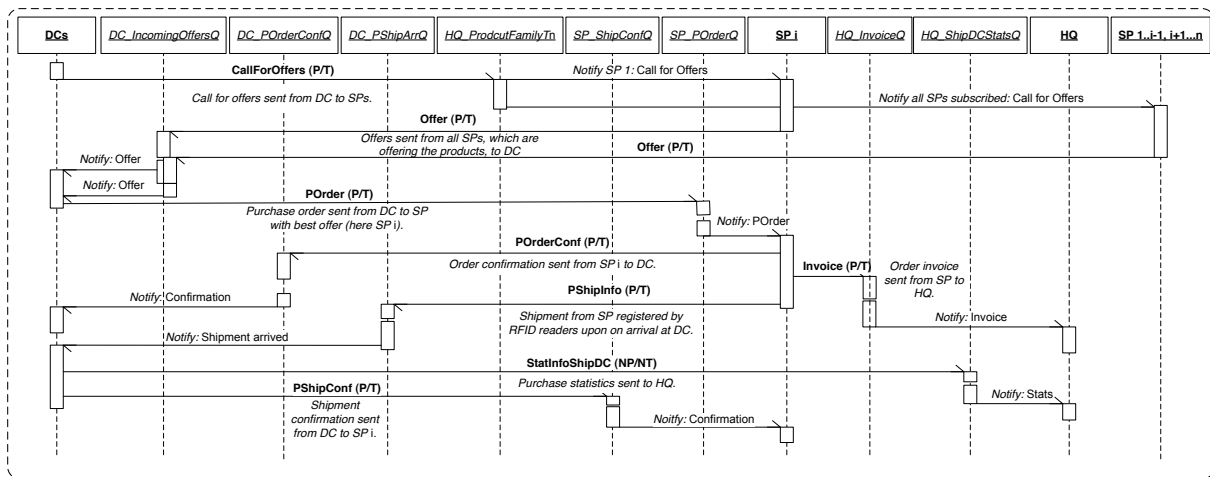 DCs DC_IncomingOffersQ DC_POrderConfQ DC_PShipArrQ HQ_ProdcutFamilyTn SP_ShipConfQ SP_POrderQ SP i HQ_InvoiceQ HQ_ShipDCStatsQ HQ SP 1..i-1, i+1...n
CallForOffers (P/T)
Notify SP 1: Call for Offers
Call for offers sent from DC to SPs.
Notify all SPs subscribed: Call for Offers
Offer (P/T)
Offers sent from all SPs, which are
offering the products, to DC
Offer (P/T)
Notify: Offer
Notify: Offer
POrder (P/T)
Purchase order sent from DC to SP
with best offer (here SP i).
Notify: POrder
POrderConf (P/T)
Order confirmation sent from SP i to DC.
Invoice (P/T)
Order invoice
sent from SP to
HQ.
PShipInfo (P/T)
Notify: Confirmation
Shipment from SP registered by
RFID readers upon on arrival at DC.
Notify: Invoice
Notify: Shipment arrived
StatInfoShipDC (NP/NT)
Purchase statistics sent to HQ.
PShipConf (P/T)
Notify: Stats
Shipment
confirmation sent
from DC to SP i.
Noitfy: Confirmation